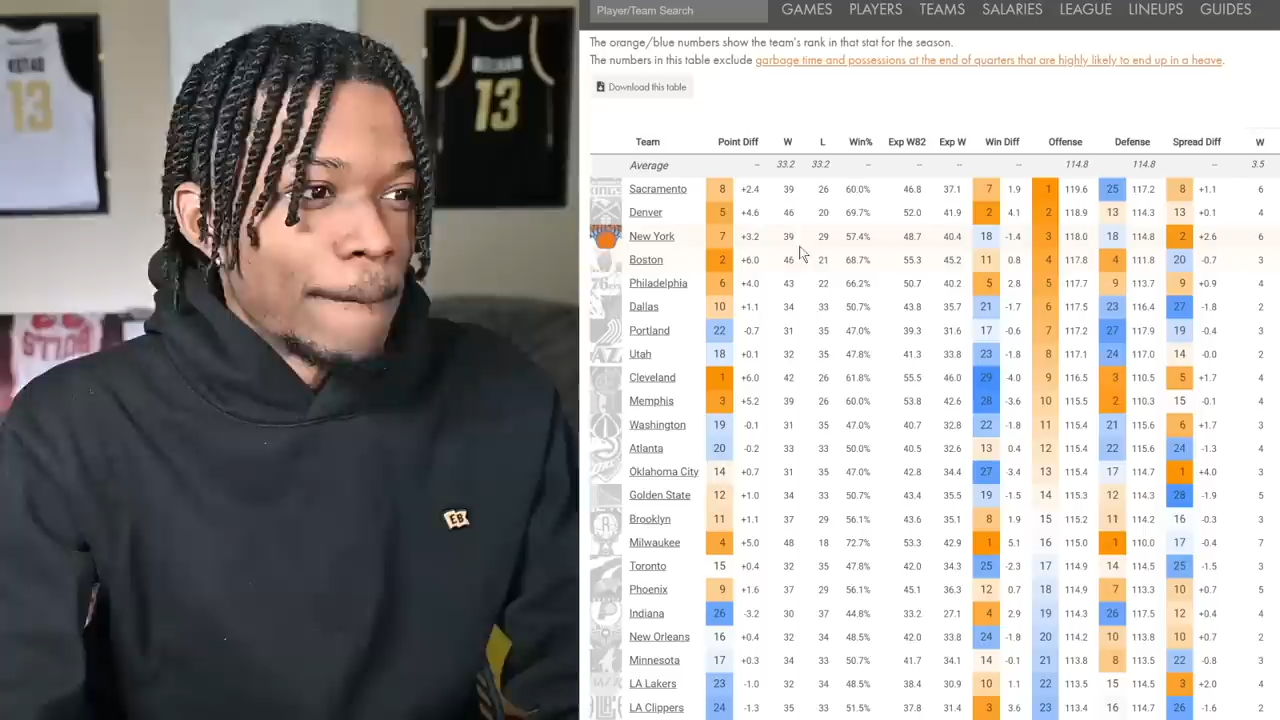 Player/Team Search GAMES PLAYERS TEAMS SALARIES LEAGUE LINEUPS GUIDES
The orange/blue numbers show the team's rank in that stat for the season.
The numbers in this table exclude garbage time and possessions at the end of quarters that are highly likely to end up in a heave.
Download this table
Team Point Diff W L Win% Exp W82 Exp W Win Diff Offense Defense Spread Diff W
Average -- 33.2 33.2 -- -- -- -- 114.8 114.8 -- 3.5
Sacramento 8 +2.4 39 26 60.0% 46.8 37.1 7 1.9 1 119.6 25 117.2 8 +1.1 6
Denver 5 +4.6 46 20 69.7% 52.0 41.9 2 4.1 2 118.9 13 114.3 13 +0.1 4
New York 7 +3.2 39 29 57.4% 48.7 40.4 18 -1.4 3 118.0 18 114.8 2 +2.6 6
Boston 2 +6.0 46 21 68.7% 55.3 45.2 11 0.8 4 117.8 4 111.8 20 -0.7 3
Philadelphia 6 +4.0 43 22 66.2% 50.7 40.2 5 2.8 5 117.7 9 113.7 9 +0.9 4
Dallas 10 +1.1 34 33 50.7% 43.8 35.7 21 -1.7 6 117.5 23 116.4 27 -1.8 2
Portland 22 -0.7 31 35 47.0% 39.3 31.6 17 -0.6 7 117.2 27 117.9 19 -0.4 3
Utah 18 +0.1 32 35 47.8% 41.3 33.8 23 -1.8 8 117.1 24 117.0 14 -0.0 2
Cleveland 1 +6.0 42 26 61.8% 55.5 46.0 29 -4.0 9 116.5 3 110.5 5 +1.7 4
Memphis 3 +5.2 39 26 60.0% 53.8 42.6 28 -3.6 10 115.5 2 110.3 15 -0.1 4
Washington 19 -0.1 31 35 47.0% 40.7 32.8 22 -1.8 11 115.4 21 115.6 6 +1.7 3
Atlanta 20 -0.2 33 33 50.0% 40.5 32.6 13 0.4 12 115.4 22 115.6 24 -1.3 4
Oklahoma City 14 +0.7 31 35 47.0% 42.8 34.4 27 -3.4 13 115.4 17 114.7 1 +4.0 3
Golden State 12 +1.0 34 33 50.7% 43.4 35.5 19 -1.5 14 115.3 12 114.3 28 -1.9 5
Brooklyn 11 +1.1 37 29 56.1% 43.6 35.1 8 1.9 15 115.2 11 114.2 16 -0.3 3
Milwaukee 4 +5.0 48 18 72.7% 53.3 42.9 1 5.1 16 115.0 1 110.0 17 -0.4 7
Toronto 15 +0.4 32 35 47.8% 42.0 34.3 25 -2.3 17 114.9 14 114.5 25 -1.5 3
Phoenix 9 +1.6 37 29 56.1% 45.1 36.3 12 0.7 18 114.9 7 113.3 10 +0.7 5
Indiana 26 -3.2 30 37 44.8% 33.2 27.1 4 2.9 19 114.3 26 117.5 12 +0.4 4
New Orleans 16 +0.4 32 34 48.5% 42.0 33.8 24 -1.8 20 114.2 10 113.8 10 +0.7 2
Minnesota 17 +0.3 34 33 50.7% 41.7 34.1 14 -0.1 21 113.8 8 113.5 22 -0.8 3
LA Lakers 23 -1.0 32 34 48.5% 38.4 30.9 10 1.1 22 113.5 15 114.5 3 +2.0 4
LA Clippers 24 -1.3 35 33 51.5% 37.8 31.4 3 3.6 23 113.4 16 114.7 26 -1.6 2
13
13
BULLS
EB